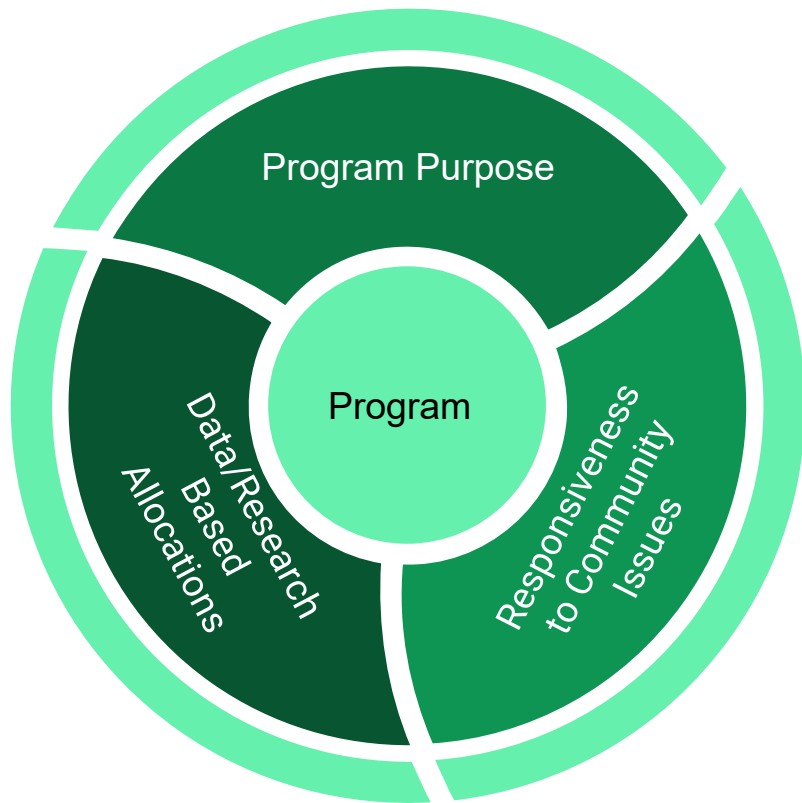 Program Purpose
Program
Data/Research
Based
Allocations
Responsiveness
to Community
Issues